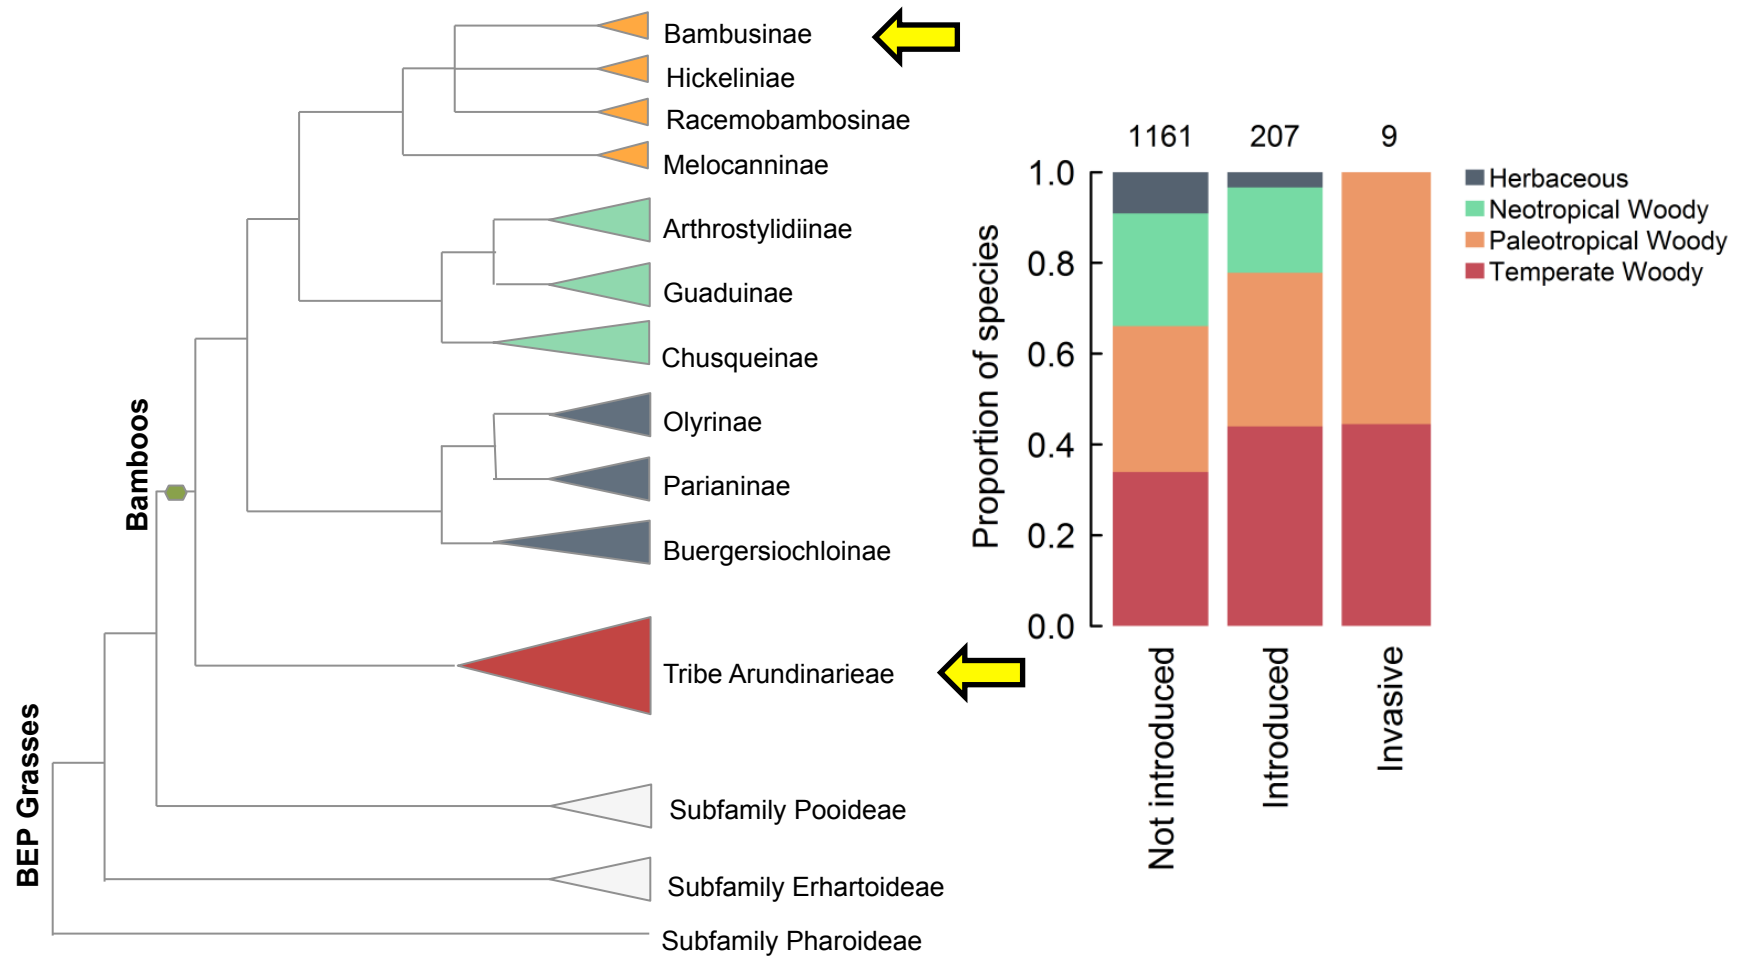 Bambusinae
Hickeliniae
Racemobambosinae
Melocanninae
Arthrostylidiinae
Guaduinae
Chusqueinae
Olyrinae
Parianinae
Buergersiochloinae
Tribe Arundinarieae
Subfamily Pooideae
Subfamily Erhartoideae
Subfamily Pharoideae
Bamboos
BEP Grasses
1161 207 9
1.0
0.8
0.6
0.4
0.2
0.0
Proportion of species
Not introduced
Introduced
Invasive
Herbaceous
Neotropical Woody
Paleotropical Woody
Temperate Woody